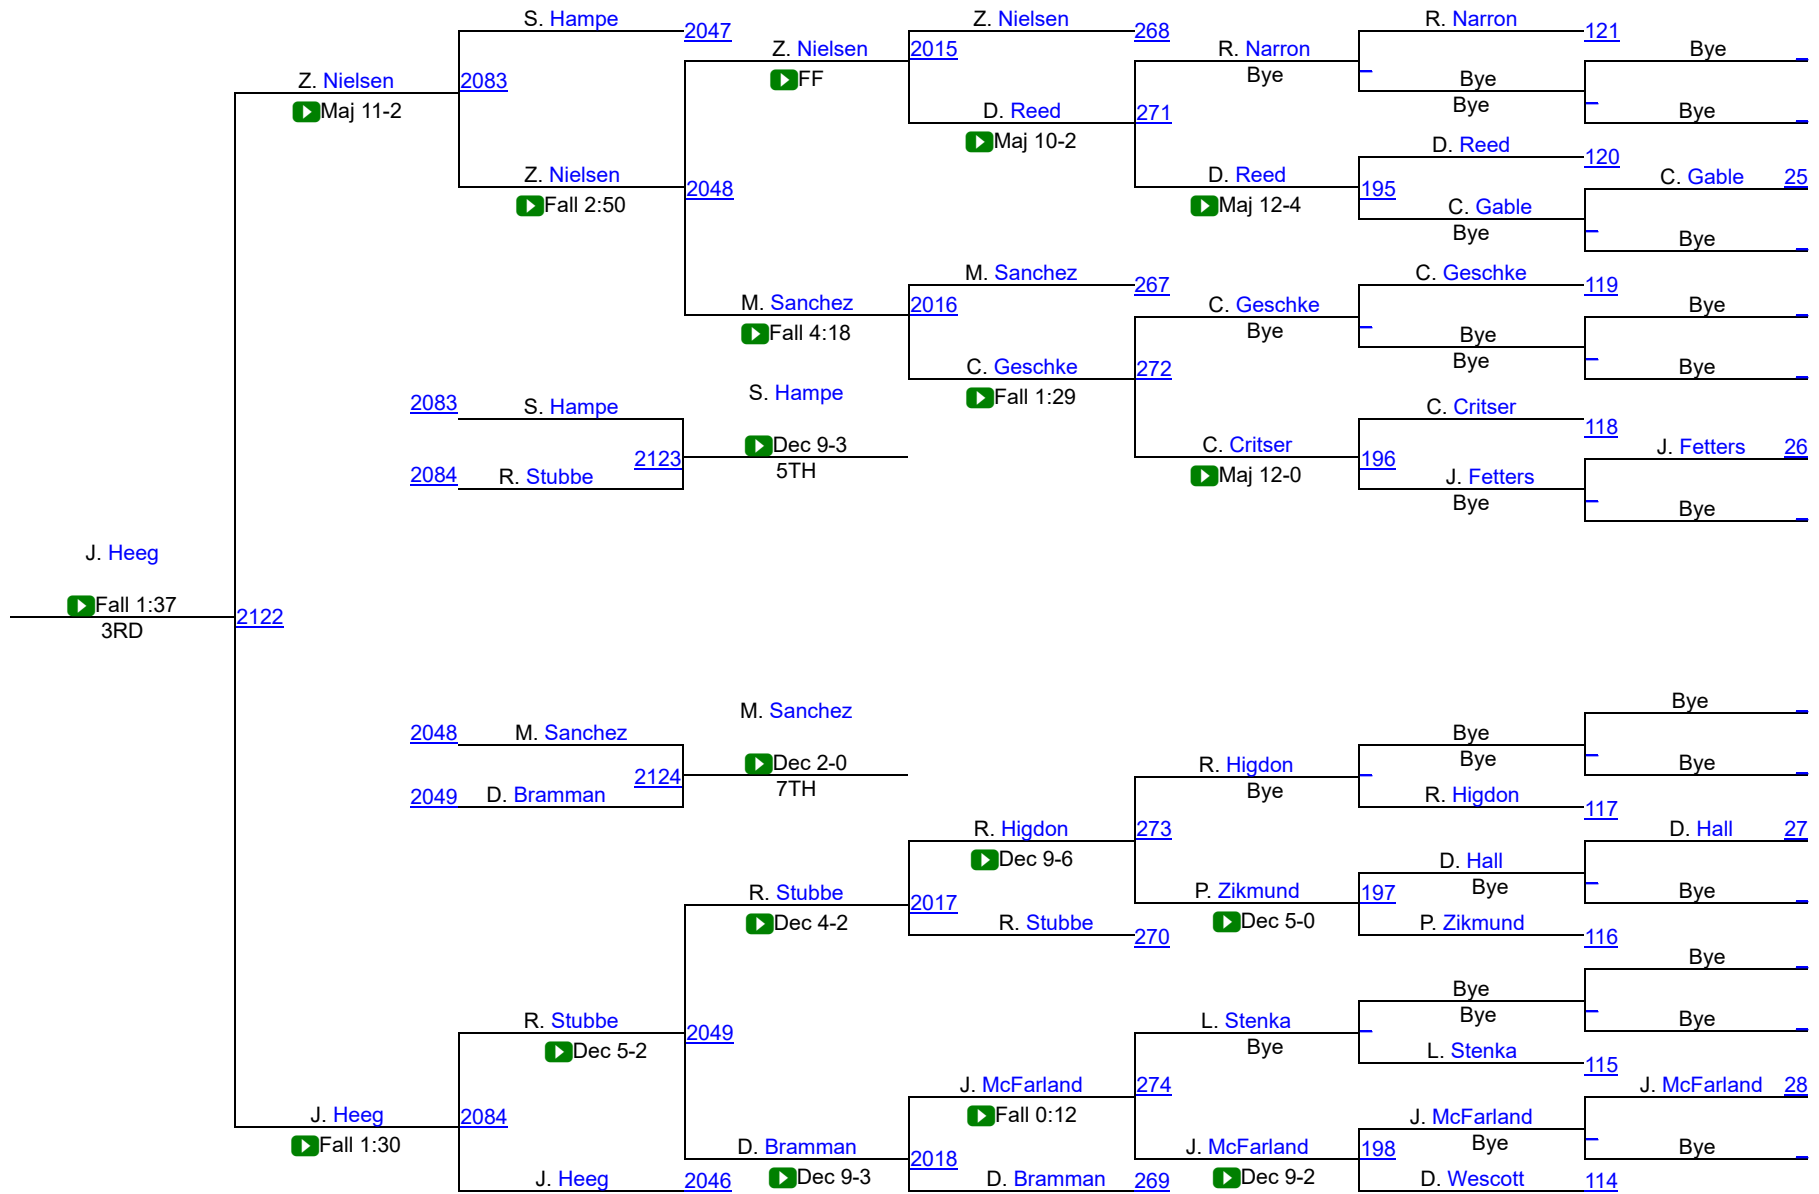 S. Hampe
Z. Nielsen
R. Narron
2047
268
121
Z. Nielsen
2015
R. Narron
Bye
FF
Bye
Z. Nielsen
2083
Bye
Maj 11-2
D. Reed
271
Bye
Bye
Maj 10-2
D. Reed
120
Z. Nielsen
2048
D. Reed
195
C. Gable 25
Fall 2:50
Maj 12-4
C. Gable
Bye
Bye
M. Sanchez
267
C. Geschke
119
M. Sanchez
2016
C. Geschke
Bye
Fall 4:18
Bye
Bye
Bye
C. Geschke
272
Bye
Fall 1:29
2083
S. Hampe
S. Hampe
C. Critser
118
Dec 9-3
2123
5TH
C. Critser
196
J. Fetters 26
2084
R. Stubbe
Maj 12-0
J. Fetters
Bye
Bye
J. Heeg
Fall 1:37
2122
3RD
M. Sanchez
Bye
2048
M. Sanchez
Bye
Dec 2-0
2124
7TH
R. Higdon
Bye
Bye
Bye
2049
D. Bramman
R. Higdon
117
R. Higdon
273
D. Hall 27
Dec 9-6
D. Hall
Bye
R. Stubbe
2017
P. Zikmund
197
Bye
Dec 4-2
R. Stubbe
270
Dec 5-0
P. Zikmund
116
Bye
Bye
Bye
R. Stubbe
2049
L. Stenka
Bye
Dec 5-2
Bye
L. Stenka
115
J. McFarland
274
J. McFarland 28
Fall 0:12
J. Heeg
2084
J. McFarland
Bye
Fall 1:30
D. Bramman
2018
J. McFarland
198
Bye
Dec 9-3
Dec 9-2
J. Heeg
2046
D. Bramman
269
D. Wescott
114